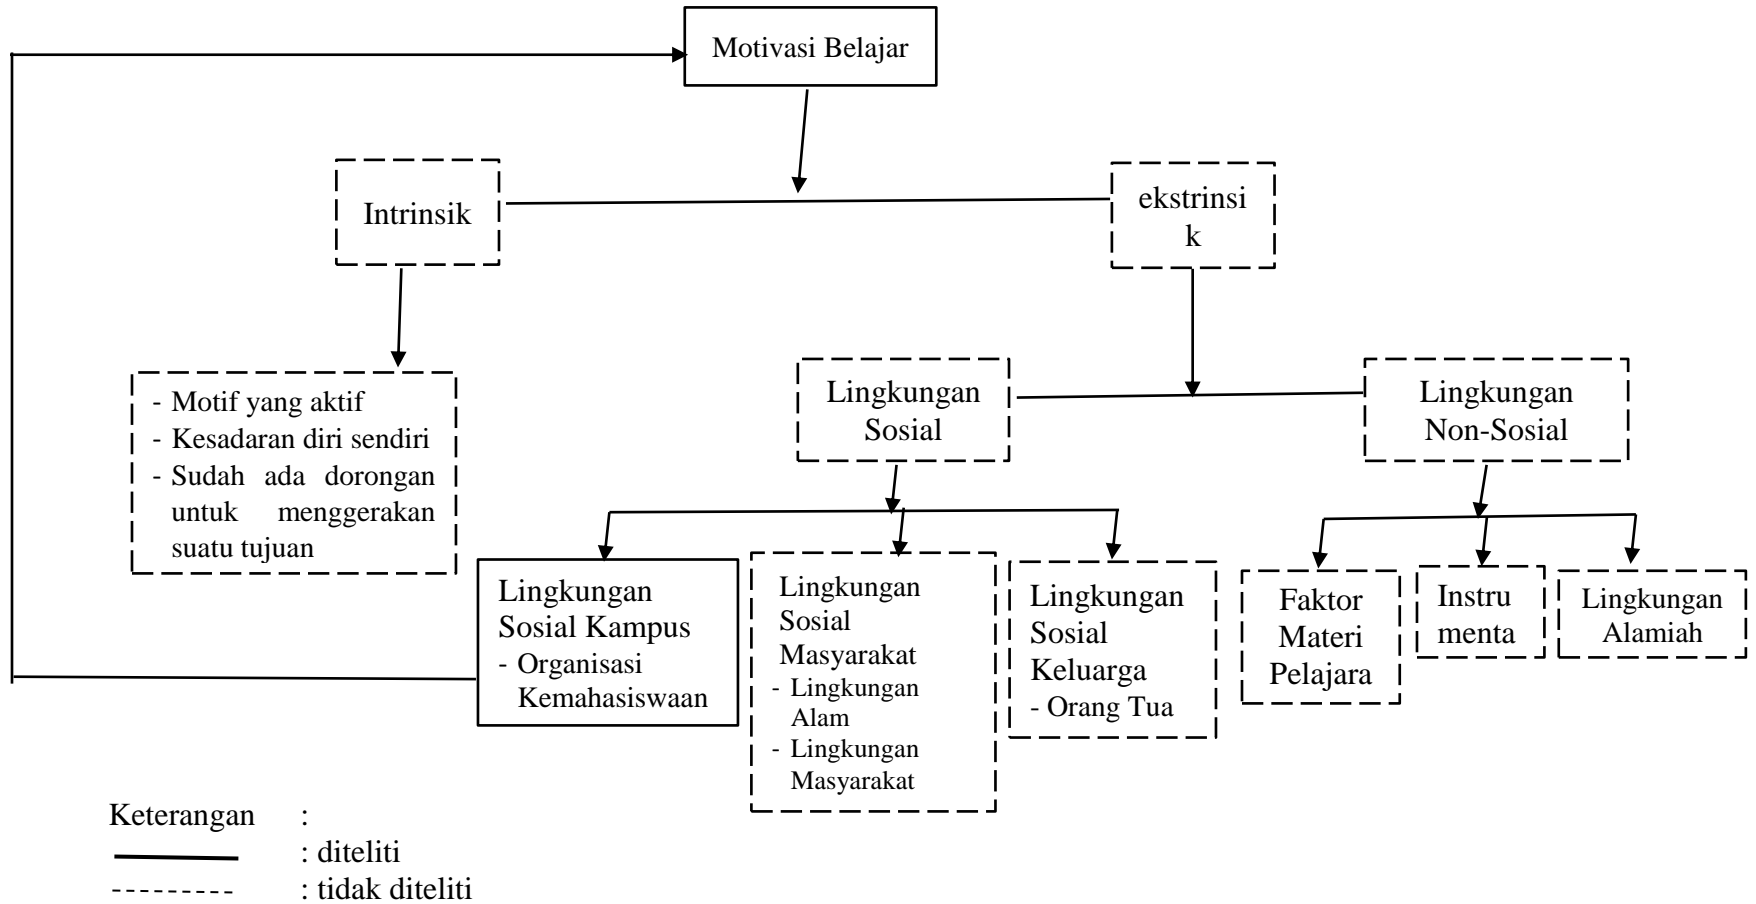 Motivasi Belajar
Intrinsik
ekstrinsi
k
- Motif yang aktif
- Kesadaran diri sendiri
- Sudah ada dorongan
untuk menggerakan
suatu tujuan
Lingkungan
Sosial
Lingkungan
Non-Sosial
Lingkungan
Sosial Kampus
- Organisasi
Kemahasiswaan
Lingkungan
Sosial
Masyarakat
- Lingkungan
Alam
- Lingkungan
Masyarakat
Lingkungan
Sosial
Keluarga
- Orang Tua
Faktor
Materi
Pelajara
Instru
menta
Lingkungan
Alamiah
Keterangan :
: diteliti
: tidak diteliti